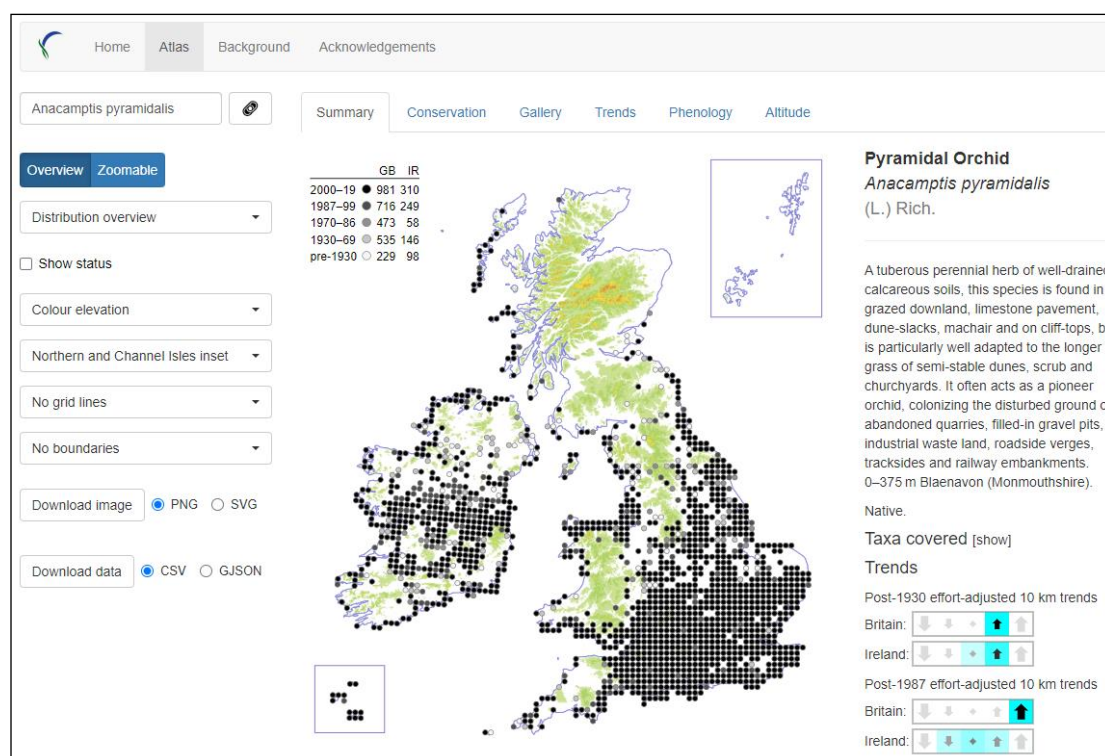 Home Atlas Background Acknowledgements
Anacamptis pyramidalis
Summary Conservation Gallery Trends Phenology Altitude
Overview Zoomable
Distribution overview
Show status
Colour elevation
Northern and Channel Isles inset
No grid lines
No boundaries
Download image PNG SVG
Download data CSV GJSON
GB IR
2000–19 981 310
1987–99 716 249
1970–86 473 58
1930–69 535 146
pre-1930 229 98
Pyramidal Orchid
Anacamptis pyramidalis
(L.) Rich.
A tuberous perennial herb of well-drained
calcareous soils, this species is found in
grazed downland, limestone pavement,
dune-slacks, machair and on cliff-tops, b
is particularly well adapted to the longer
grass of semi-stable dunes, scrub and
churchyards. It often acts as a pioneer
orchid, colonizing the disturbed ground o
abandoned quarries, filled-in gravel pits,
industrial waste land, roadside verges,
tracksides and railway embankments.
0–375 m Blaenavon (Monmouthshire).
Native.
Taxa covered [show]
Trends
Post-1930 effort-adjusted 10 km trends
Britain:
Ireland:
Post-1987 effort-adjusted 10 km trends
Britain:
Ireland: